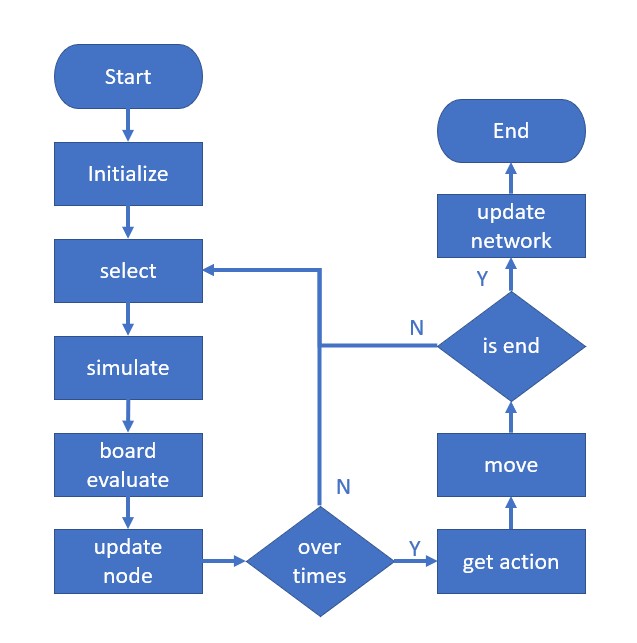 Start
Initialize
select
simulate
board
evaluate
update
node
over
times
N
Y
get action
move
is end
N
Y
update
network
End